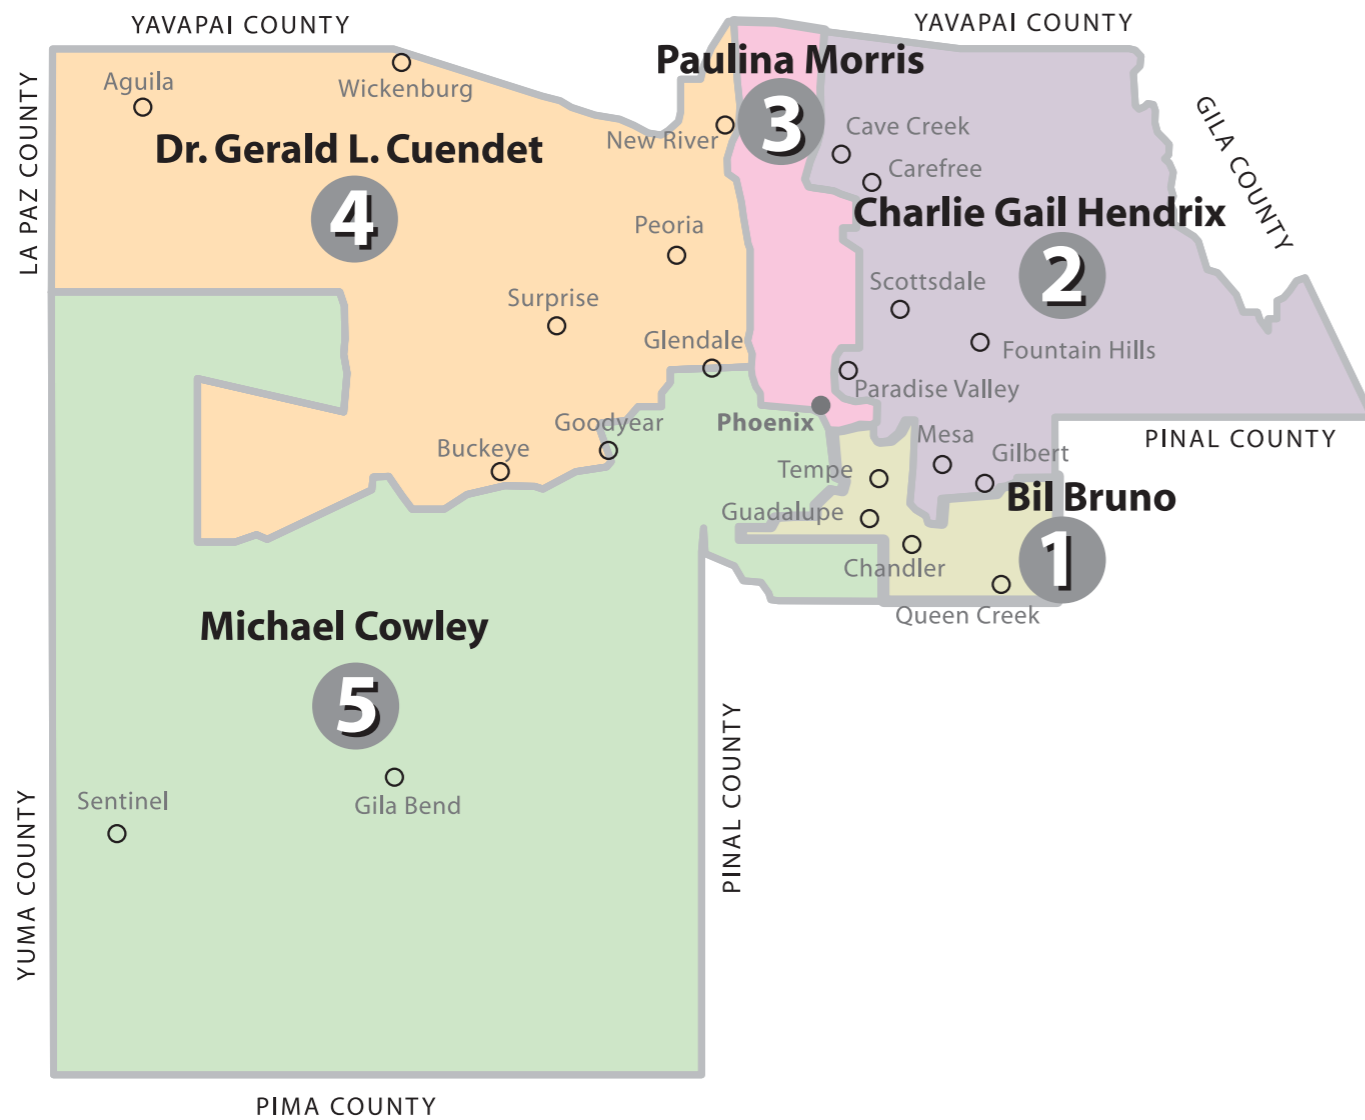 YAVAPAI COUNTY
YAVAPAI COUNTY
Paulina Morris
3
Aguila
Wickenburg
LA PAZ COUNTY
GILA COUNTY
New River
Cave Creek
Dr. Gerald L. Cuendet
4
Carefree
Charlie Gail Hendrix
2
Peoria
Scottsdale
Surprise
Glendale
Fountain Hills
Paradise Valley
Goodyear
Phoenix
Mesa
PINAL COUNTY
Buckeye
Gilbert
Tempe
Bil Bruno
1
Guadalupe
Chandler
Queen Creek
Michael Cowley
5
Sentinel
Gila Bend
PINAL COUNTY
YUMA COUNTY
PIMA COUNTY